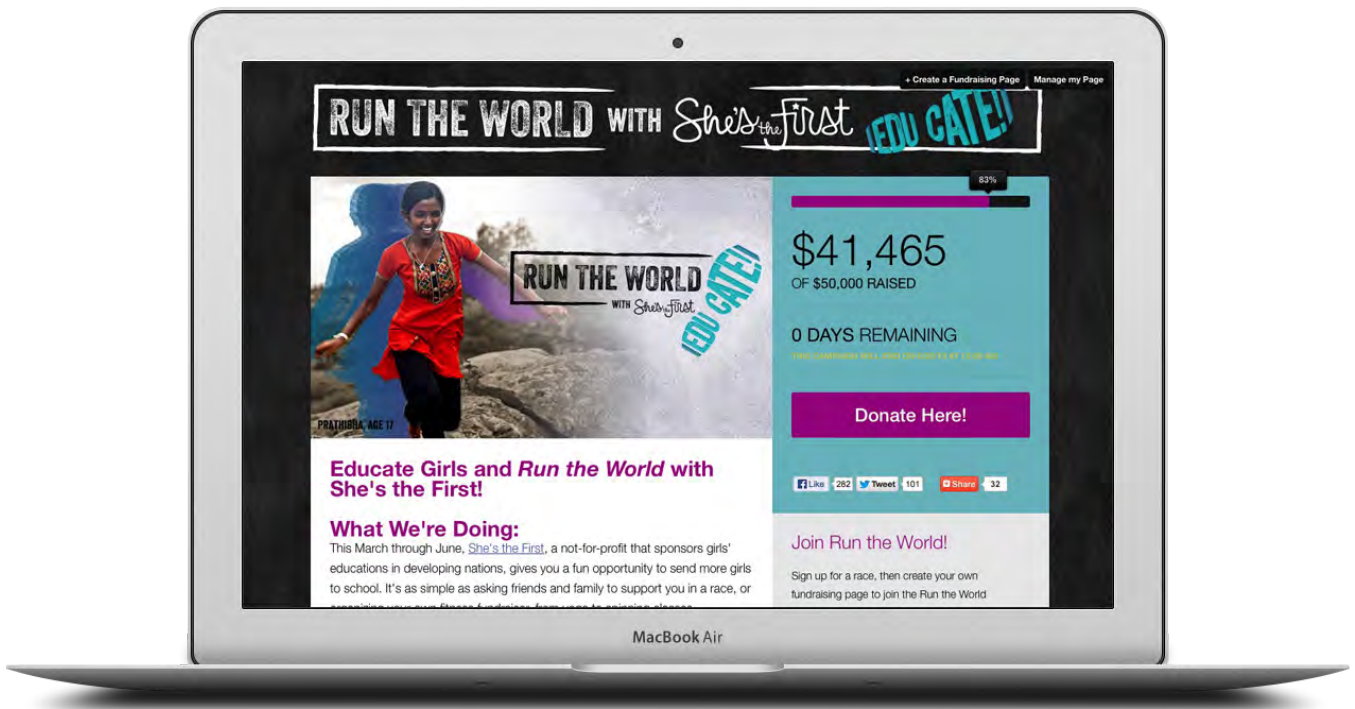 + Create a Fundraising Page
Manage my Page
RUN THE WORLD WITH She's the First ¡EDU CATE!!
RUN THE WORLD
WITH She's the First
¡EDU CATE!!
PRATHIBHA, AGE 17
83%
$41,465
OF $50,000 RAISED
0 DAYS REMAINING
Donate Here!
Like 282 Tweet 101 Share 32
Educate Girls and Run the World with
She's the First!
What We're Doing:
This March through June, She's the First, a not-for-profit that sponsors girls'
educations in developing nations, gives you a fun opportunity to send more girls
to school. It's as simple as asking friends and family to support you in a race, or
Join Run the World!
Sign up for a race, then create your own
fundraising page to join the Run the World
MacBook Air